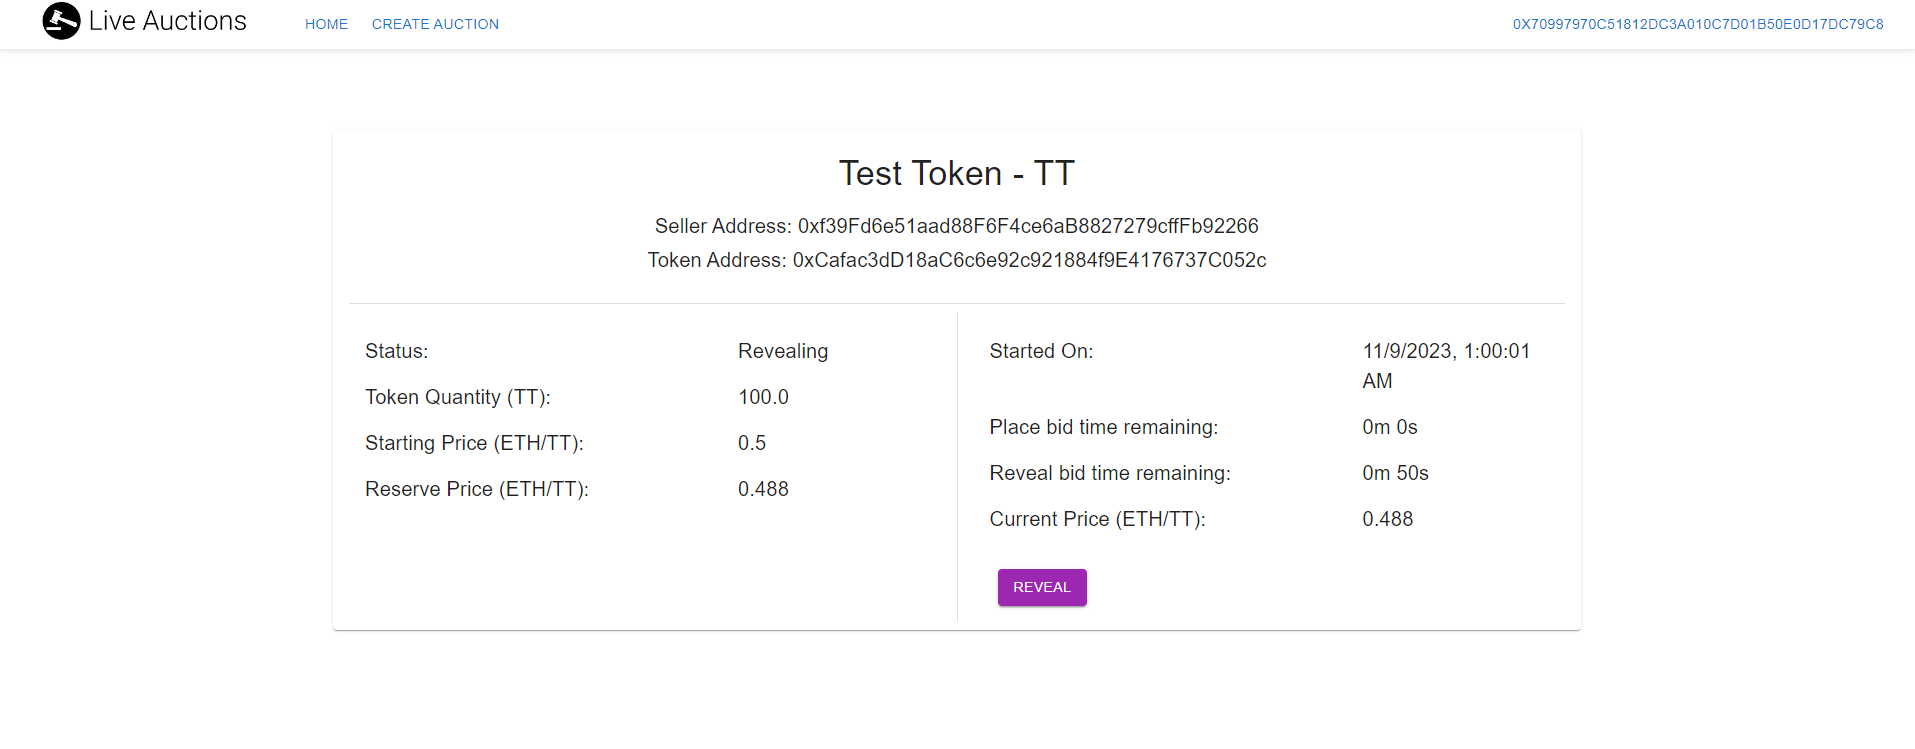 Live Auctions
HOME
CREATE AUCTION
0X70997970C51812DC3A010C7D01B50E0D17DC79C8
Test Token - TT
Seller Address: 0xf39Fd6e51aad88F6F4ce6aB8827279cffFb92266
Token Address: 0xCafac3dD18aC6c6e92c921884f9E4176737C052c
Status: Revealing
Token Quantity (TT): 100.0
Starting Price (ETH/TT): 0.5
Reserve Price (ETH/TT): 0.488
Started On: 11/9/2023, 1:00:01
AM
Place bid time remaining: 0m 0s
Reveal bid time remaining: 0m 50s
Current Price (ETH/TT): 0.488
REVEAL